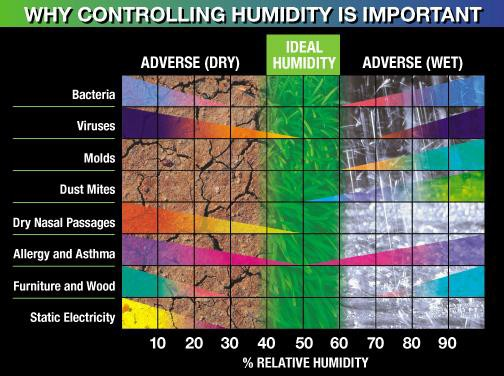 WHY CONTROLLING HUMIDITY IS IMPORTANT
ADVERSE (DRY)
IDEAL
HUMIDITY
ADVERSE (WET)
Bacteria
Viruses
Molds
Dust Mites
Dry Nasal Passages
Allergy and Asthma
Furniture and Wood
Static Electricity
10 20 30 40 50 60 70 80 90
% RELATIVE HUMIDITY